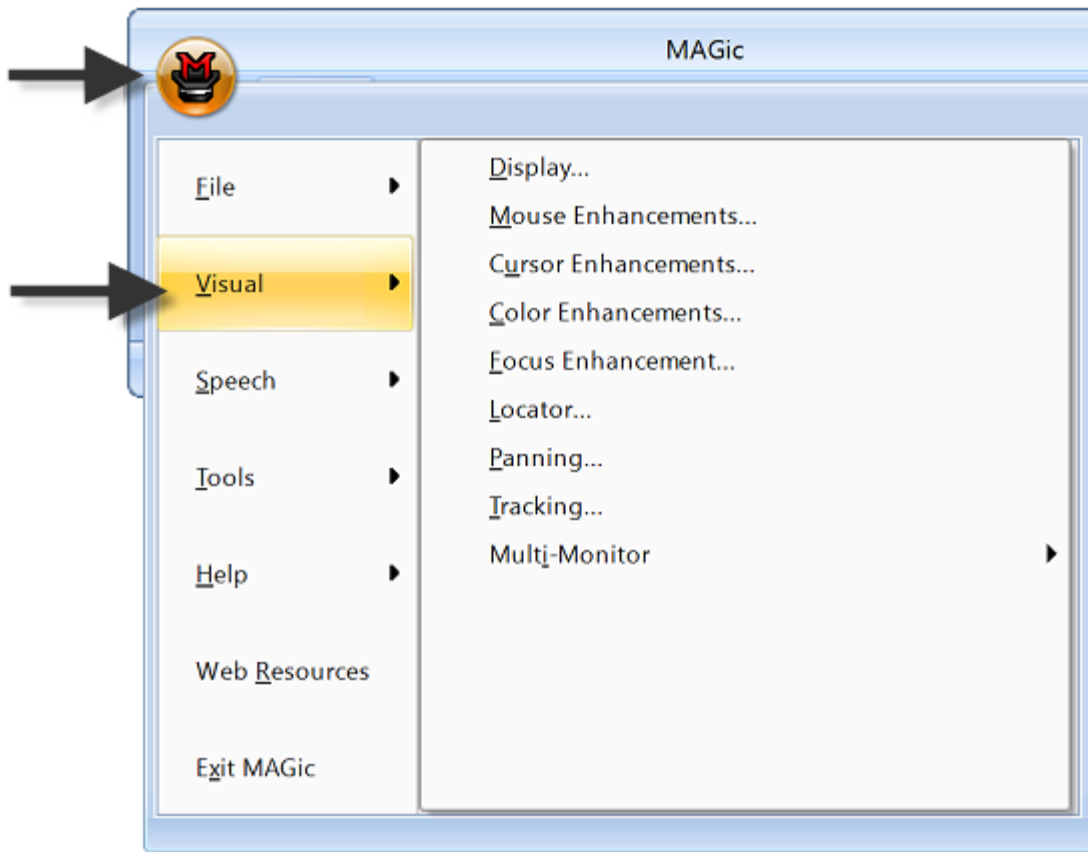 MAGic
File
Visual
Speech
Tools
Help
Web Resources
Exit MAGic
Display...
Mouse Enhancements...
Cursor Enhancements...
Color Enhancements...
Focus Enhancement...
Locator...
Panning...
Tracking...
Multi-Monitor